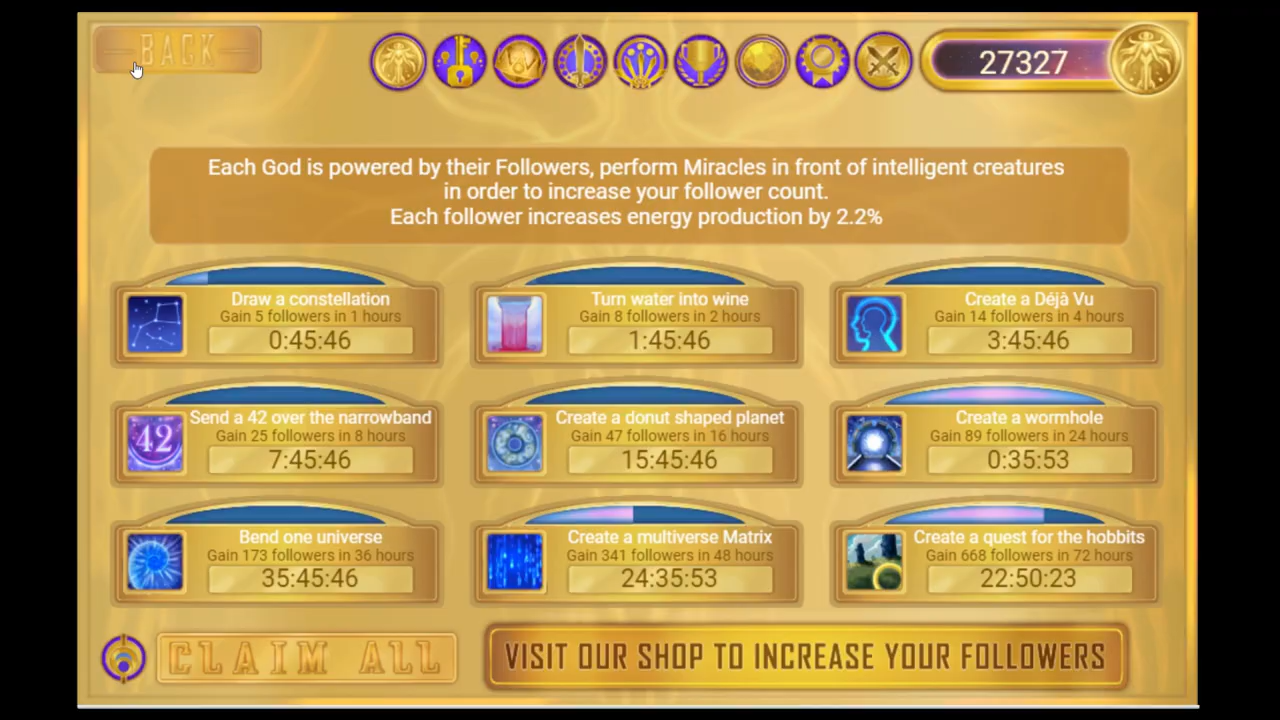 BACK
27327
Each God is powered by their Followers, perform Miracles in front of intelligent creatures
in order to increase your follower count.
Each follower increases energy production by 2.2%
Draw a constellation
Gain 5 followers in 1 hours
0:45:46
Turn water into wine
Gain 8 followers in 2 hours
1:45:46
Create a Déjà Vu
Gain 14 followers in 4 hours
3:45:46
42
Send a 42 over the narrowband
Gain 25 followers in 8 hours
7:45:46
Create a donut shaped planet
Gain 47 followers in 16 hours
15:45:46
Create a wormhole
Gain 89 followers in 24 hours
0:35:53
Bend one universe
Gain 173 followers in 36 hours
35:45:46
Create a multiverse Matrix
Gain 341 followers in 48 hours
24:35:53
Create a quest for the hobbits
Gain 668 followers in 72 hours
22:50:23
CLAIM ALL
VISIT OUR SHOP TO INCREASE YOUR FOLLOWERS